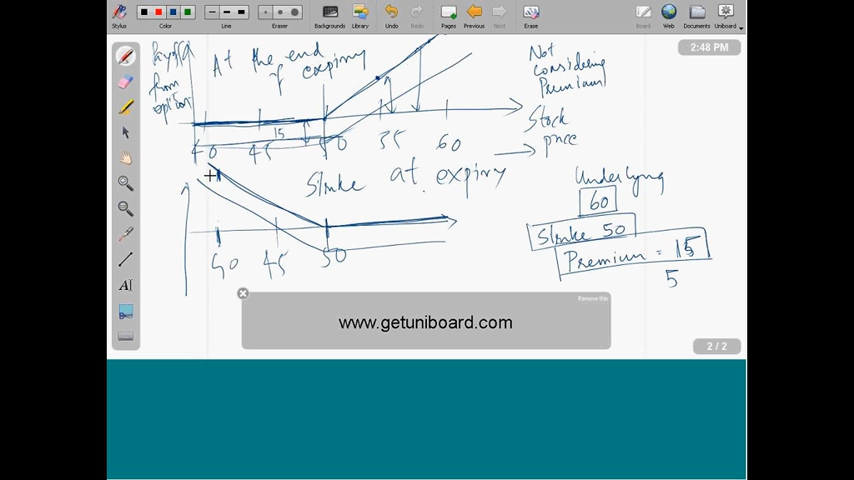 Stylus
Color
Line
Eraser
Backgrounds
Library
Undo
Redo
Pages
Previous
Next
Erase
Board
Web
Documents
Uniboard
2:48 PM
Payoff
from
option
At the end
of expiry
Not
Considering
Premium
Stock
price
15
40 45 50 55 60
Strike at expiry
40 45 50
Underlying
60
Strike 50
Premium = 15
5
Remove this
www.getuniboard.com
2 / 2